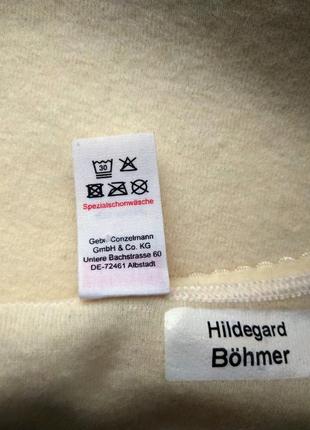 30
Spezialschonwäsche
Gebr. Conzelmann
GmbH & Co. KG
Untere Bachstrasse 60
DE-72461 Albstadt
Hildegard
Böhmer